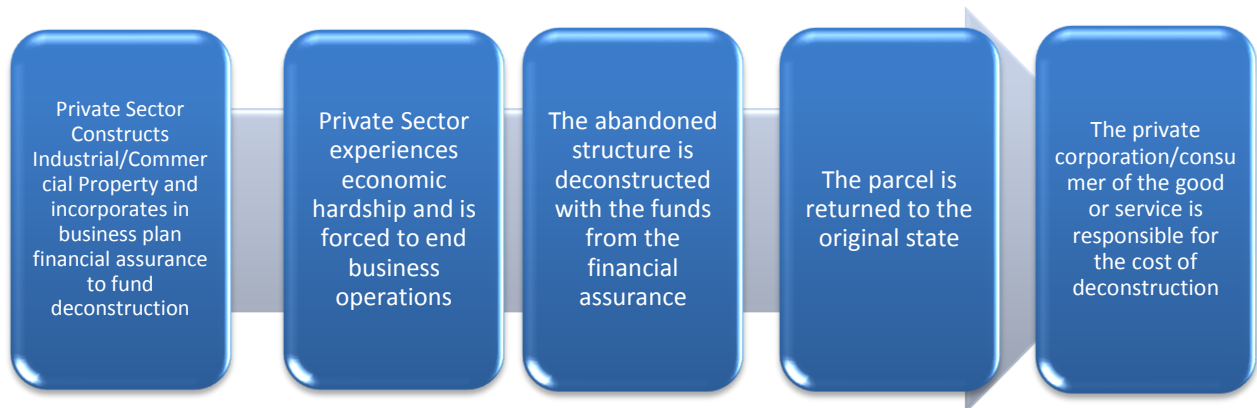 Private Sector
Constructs
Industrial/Commer
cial Property and
incorporates in
business plan
financial assurance
to fund
deconstruction
Private Sector
experiences
economic
hardship and is
forced to end
business
operations
The abandoned
structure is
deconstructed
with the funds
from the
financial
assurance
The parcel is
returned to the
original state
The private
corporation/consu
mer of the good
or service is
responsible for
the cost of
deconstruction